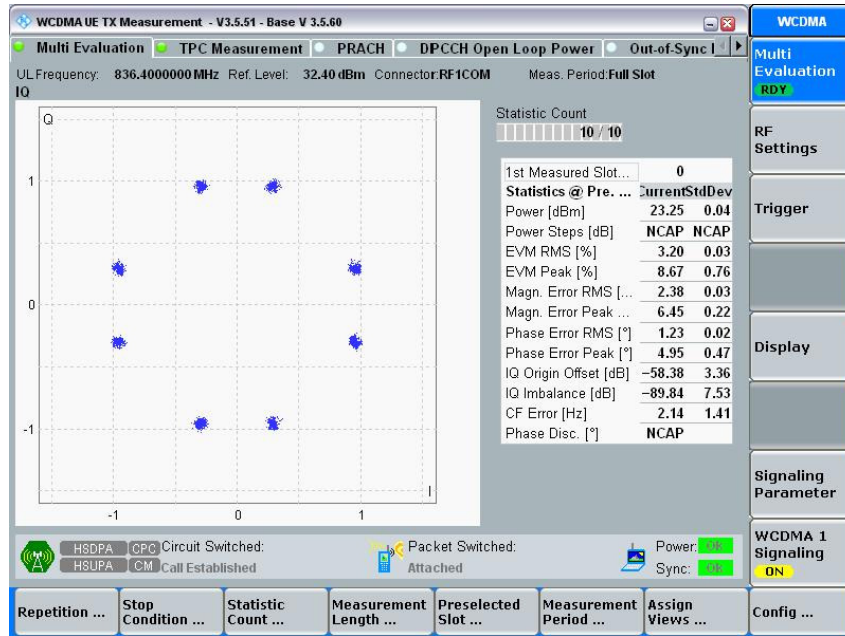 WCDMA UE TX Measurement - V3.5.51 - Base V 3.5.60
WCDMA
Multi Evaluation TPC Measurement PRACH DPCCH Open Loop Power Out-of-Sync
Multi Evaluation
RDY
UL Frequency: 836.4000000 MHz Ref. Level: 32.40 dBm Connector:RF1COM Meas. Period:Full Slot
IQ
Q
1
0
-1
-1 0 1
I
Statistic Count
10 / 10
1st Measured Slot... 0
Statistics @ Pre. ... Current StdDev
Power [dBm] 23.25 0.04
Power Steps [dB] NCAP NCAP
EVM RMS [%] 3.20 0.03
EVM Peak [%] 8.67 0.76
Magn. Error RMS [... 2.38 0.03
Magn. Error Peak ... 6.45 0.22
Phase Error RMS [°] 1.23 0.02
Phase Error Peak [°] 4.95 0.47
IQ Origin Offset [dB] −58.38 3.36
IQ Imbalance [dB] −89.84 7.53
CF Error [Hz] 2.14 1.41
Phase Disc. [°] NCAP
RF Settings
Trigger
Display
Signaling Parameter
WCDMA 1 Signaling
ON
HSDPA CPC Circuit Switched: Packet Switched: Power: OK
HSUPA CM Call Established Attached Sync: OK
Repetition ...
Stop Condition ...
Statistic Count ...
Measurement Length ...
Preselected Slot ...
Measurement Period ...
Assign Views ...
Config ...